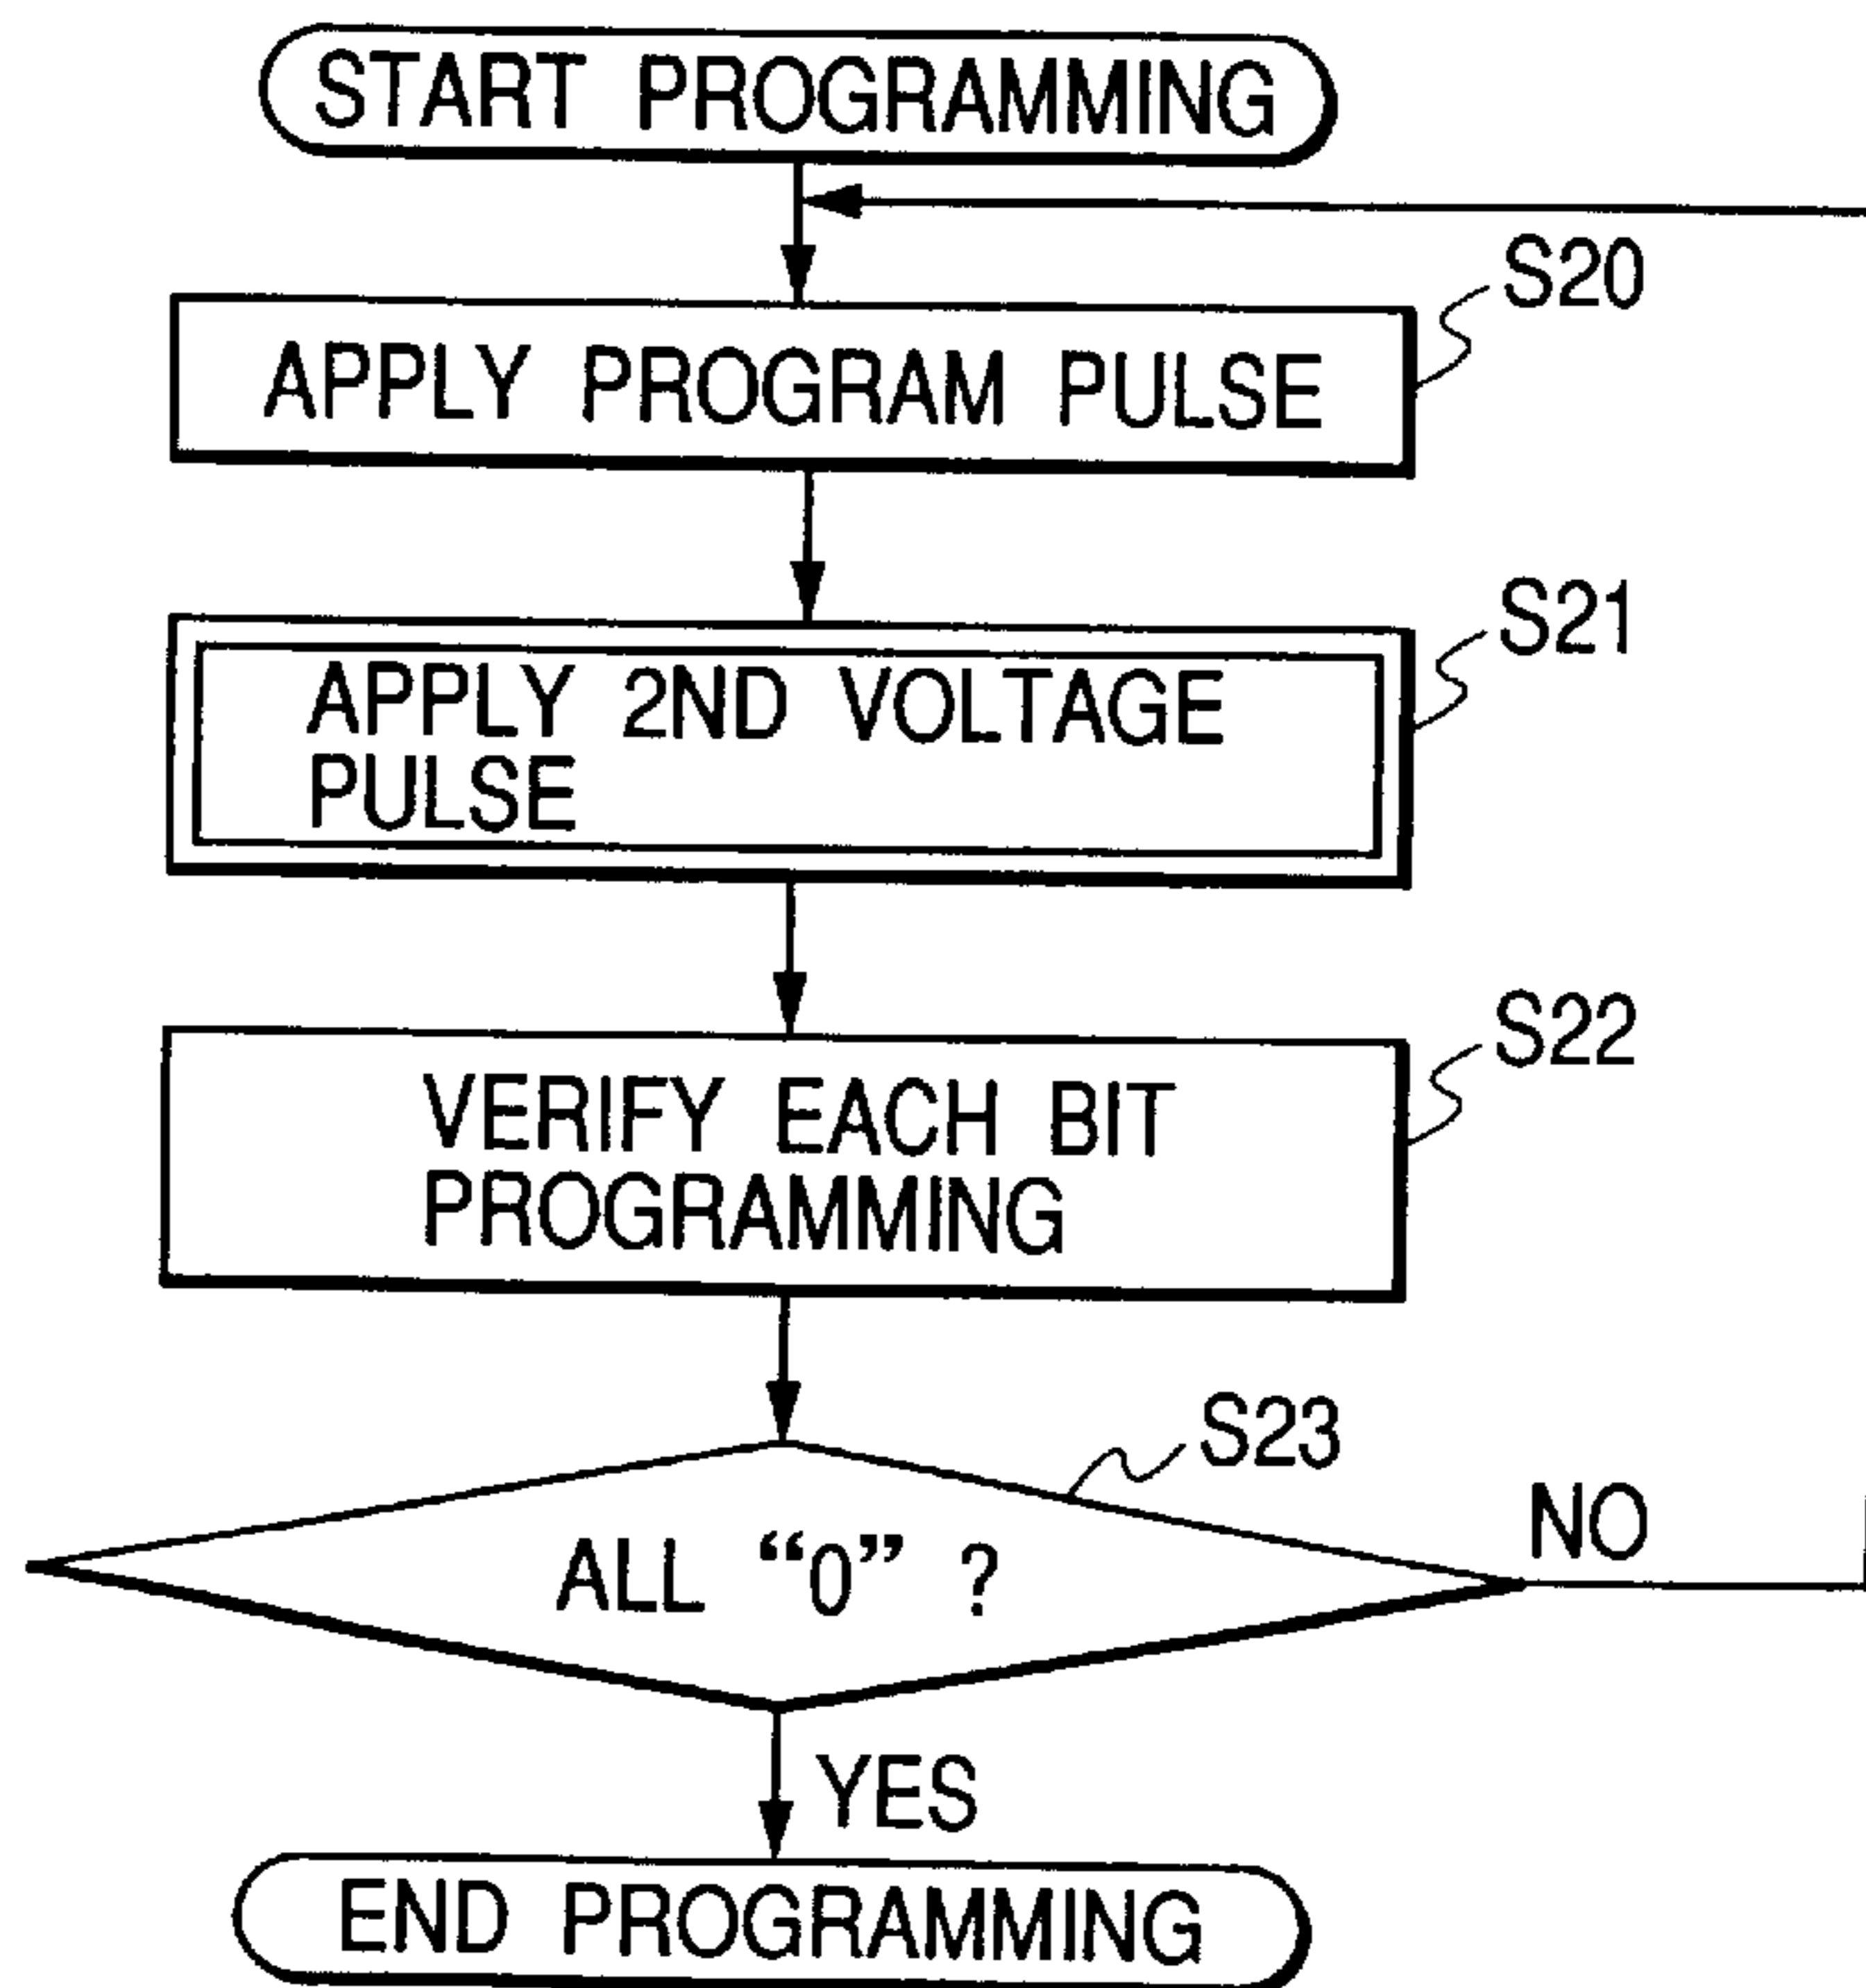 START PROGRAMMING
S20
APPLY PROGRAM PULSE
S21
APPLY 2ND VOLTAGE
PULSE
S22
VERIFY EACH BIT
PROGRAMMING
S23
ALL “0” ?
NO
YES
END PROGRAMMING